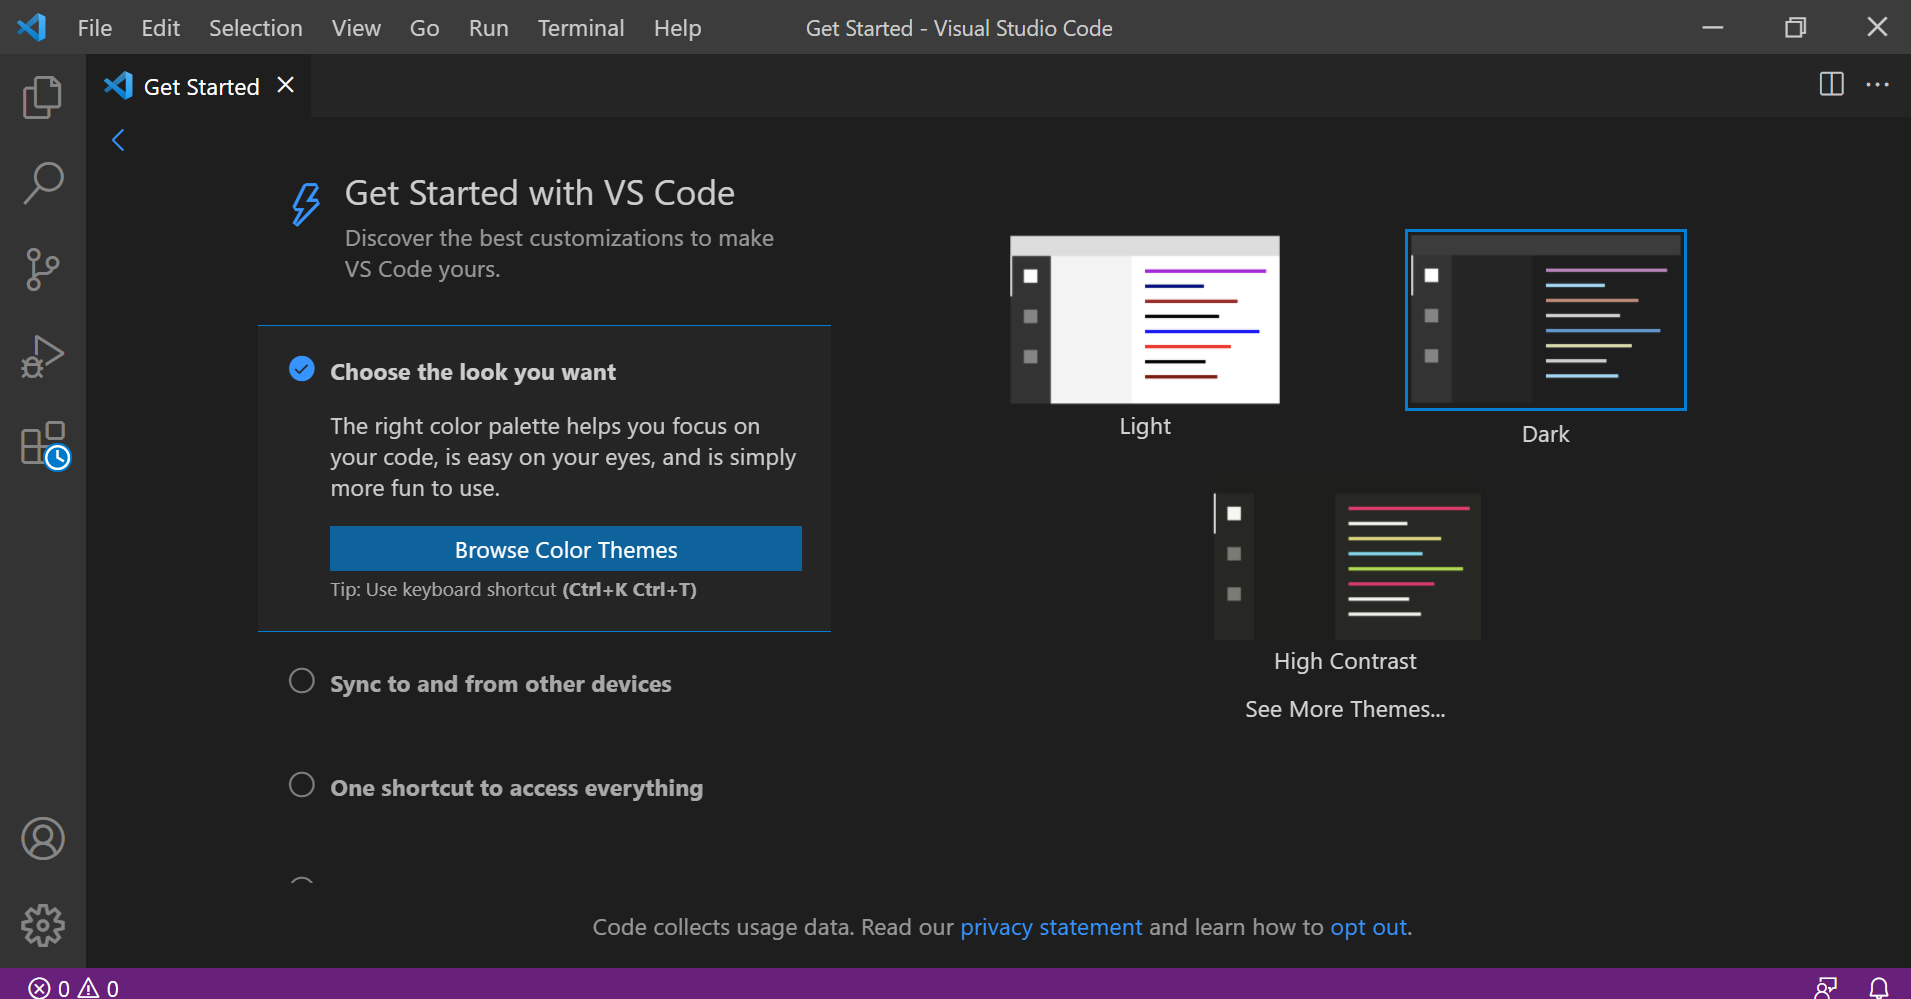 File Edit Selection View Go Run Terminal Help
Get Started - Visual Studio Code
Get Started
Get Started with VS Code
Discover the best customizations to make
VS Code yours.
Choose the look you want
The right color palette helps you focus on
your code, is easy on your eyes, and is simply
more fun to use.
Browse Color Themes
Tip: Use keyboard shortcut (Ctrl+K Ctrl+T)
Sync to and from other devices
One shortcut to access everything
Light
Dark
High Contrast
See More Themes...
Code collects usage data. Read our privacy statement and learn how to opt out.
0 0